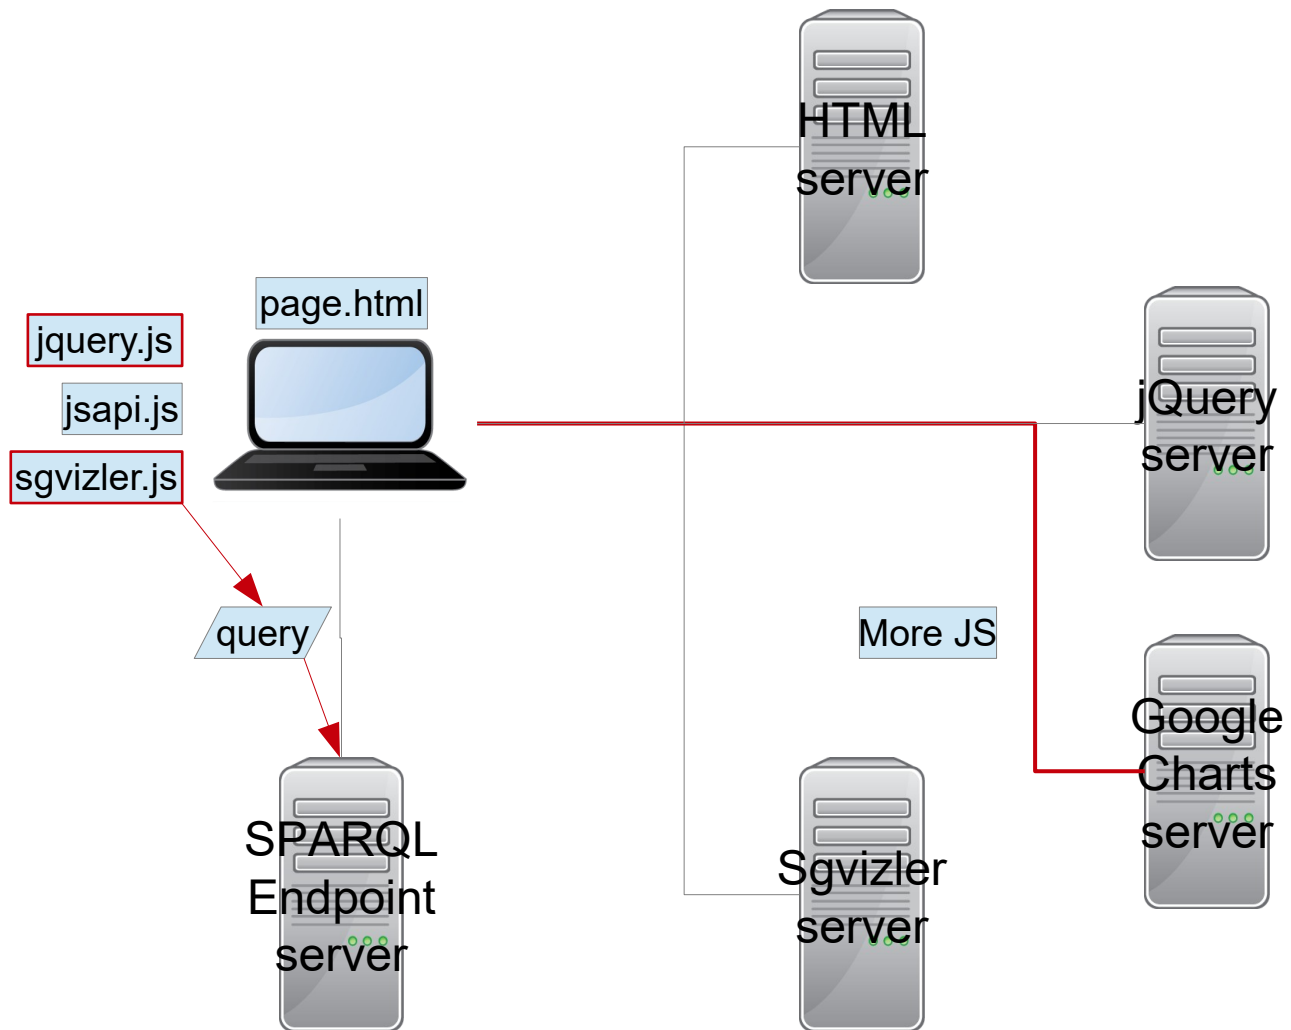 HTML
server
page.html
jquery.js
jsapi.js
sgvizler.js
jQuery
server
query
More JS
Google
Charts
server
SPARQL
Endpoint
server
Sgvizler
server